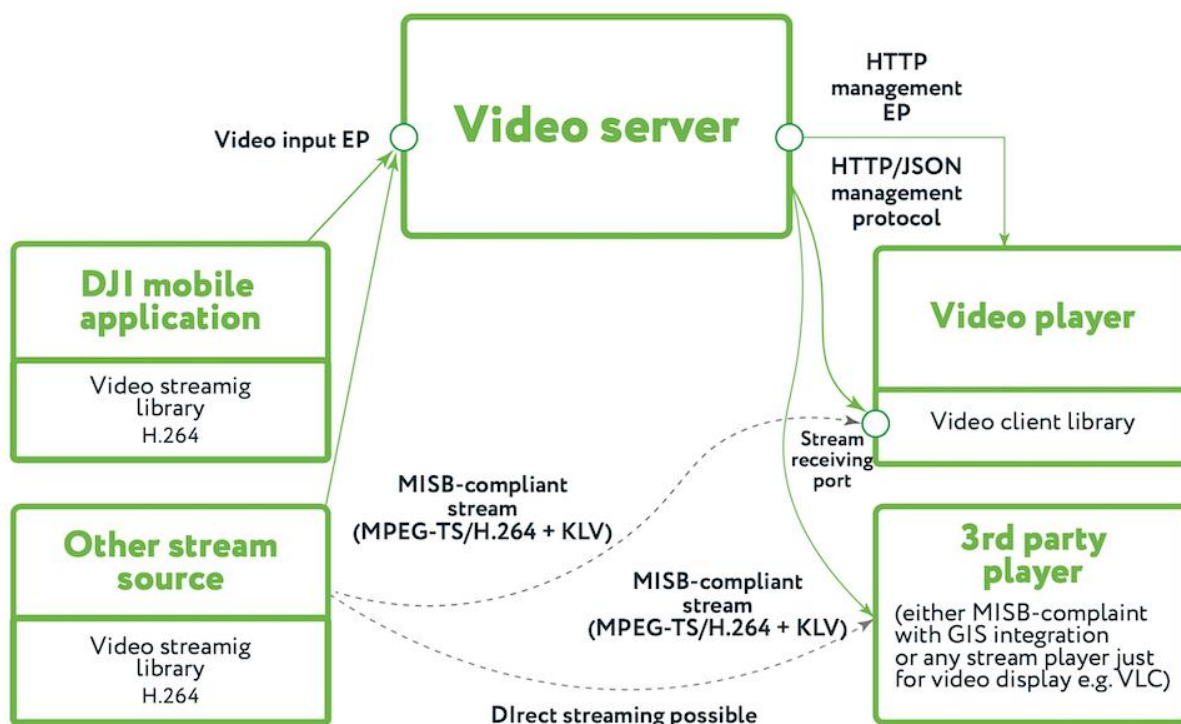 Video server
Video input EP
HTTP
management
EP
HTTP/JSON
management
protocol
DJI mobile
application
Video streamig
library
H.264
Video player
Video client library
Stream
receiving
port
MISB-compliant
stream
(MPEG-TS/H.264 + KLV)
Other stream
source
Video streamig
library
H.264
MISB-compliant
stream
(MPEG-TS/H.264 + KLV)
3rd party
player
(either MISB-complaint
with GIS integration
or any stream player just
for video display e.g. VLC)
DIrect streaming possible